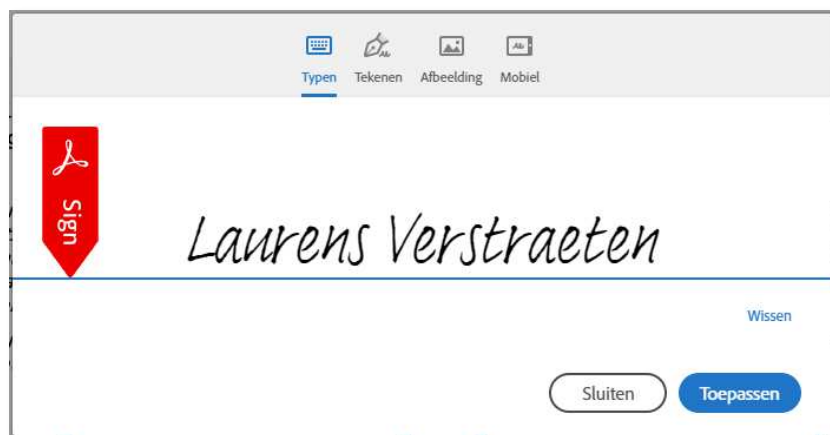 Typen Tekenen Afbeelding Mobiel
Sign
Laurens Verstraeten
Wissen
Sluiten Toepassen